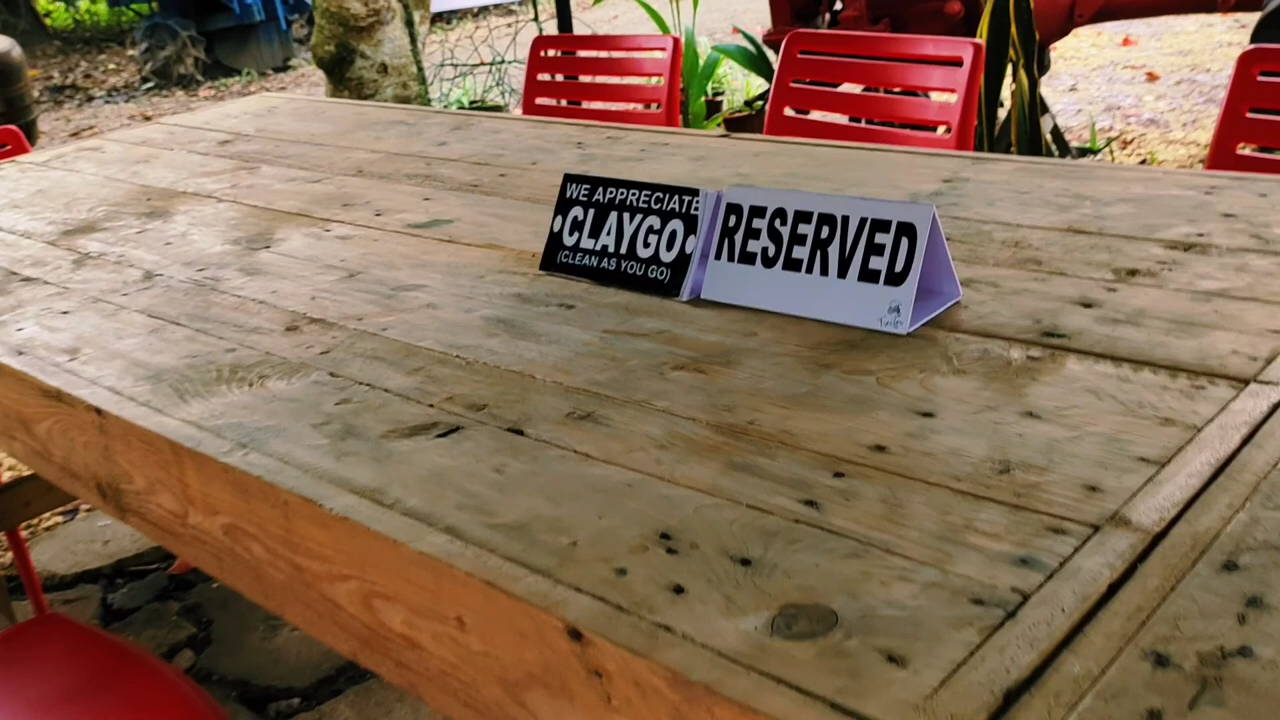 WE APPRECIATE
•CLAYGO•
(CLEAN AS YOU GO)
RESERVED